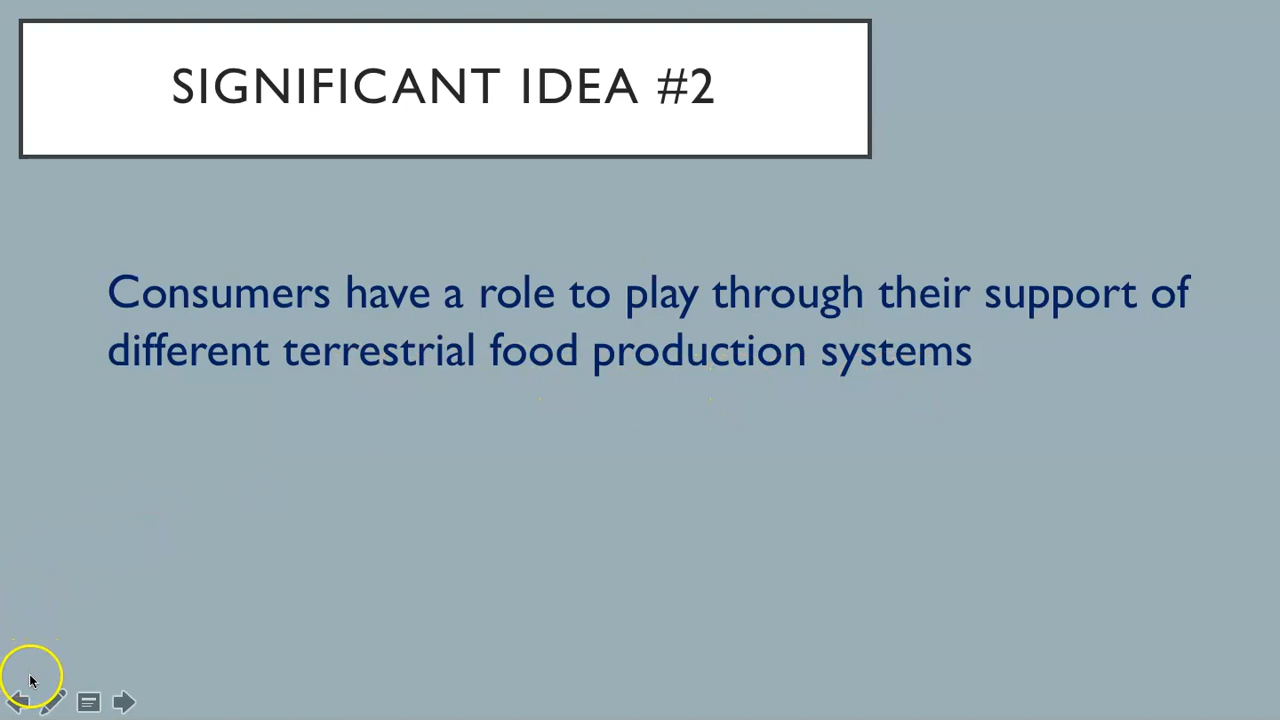 SIGNIFICANT IDEA #2
Consumers have a role to play through their support of
different terrestrial food production systems